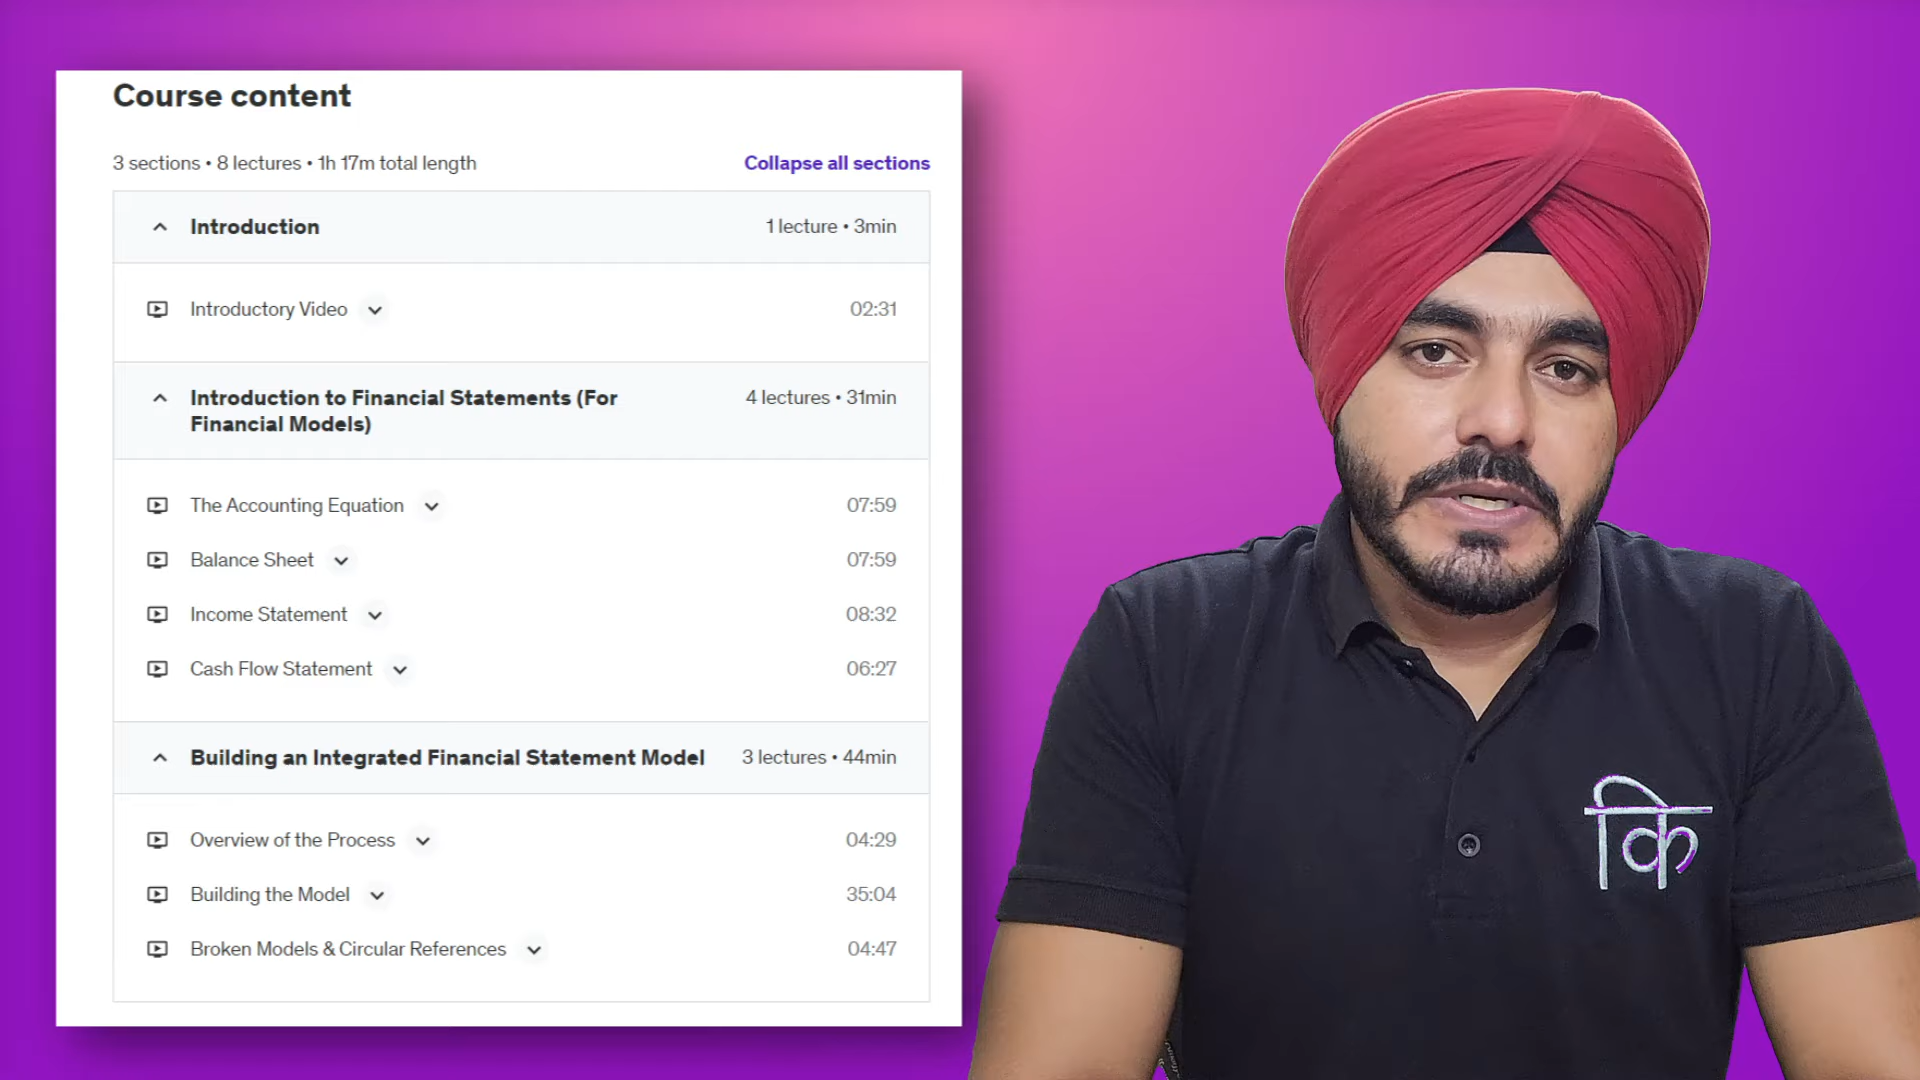 Course content
3 sections • 8 lectures • 1h 17m total length
Collapse all sections
Introduction
1 lecture • 3min
Introductory Video
02:31
Introduction to Financial Statements (For
Financial Models)
4 lectures • 31min
The Accounting Equation
07:59
Balance Sheet
07:59
Income Statement
08:32
Cash Flow Statement
06:27
Building an Integrated Financial Statement Model
3 lectures • 44min
Overview of the Process
04:29
Building the Model
35:04
Broken Models & Circular References
04:47
कि